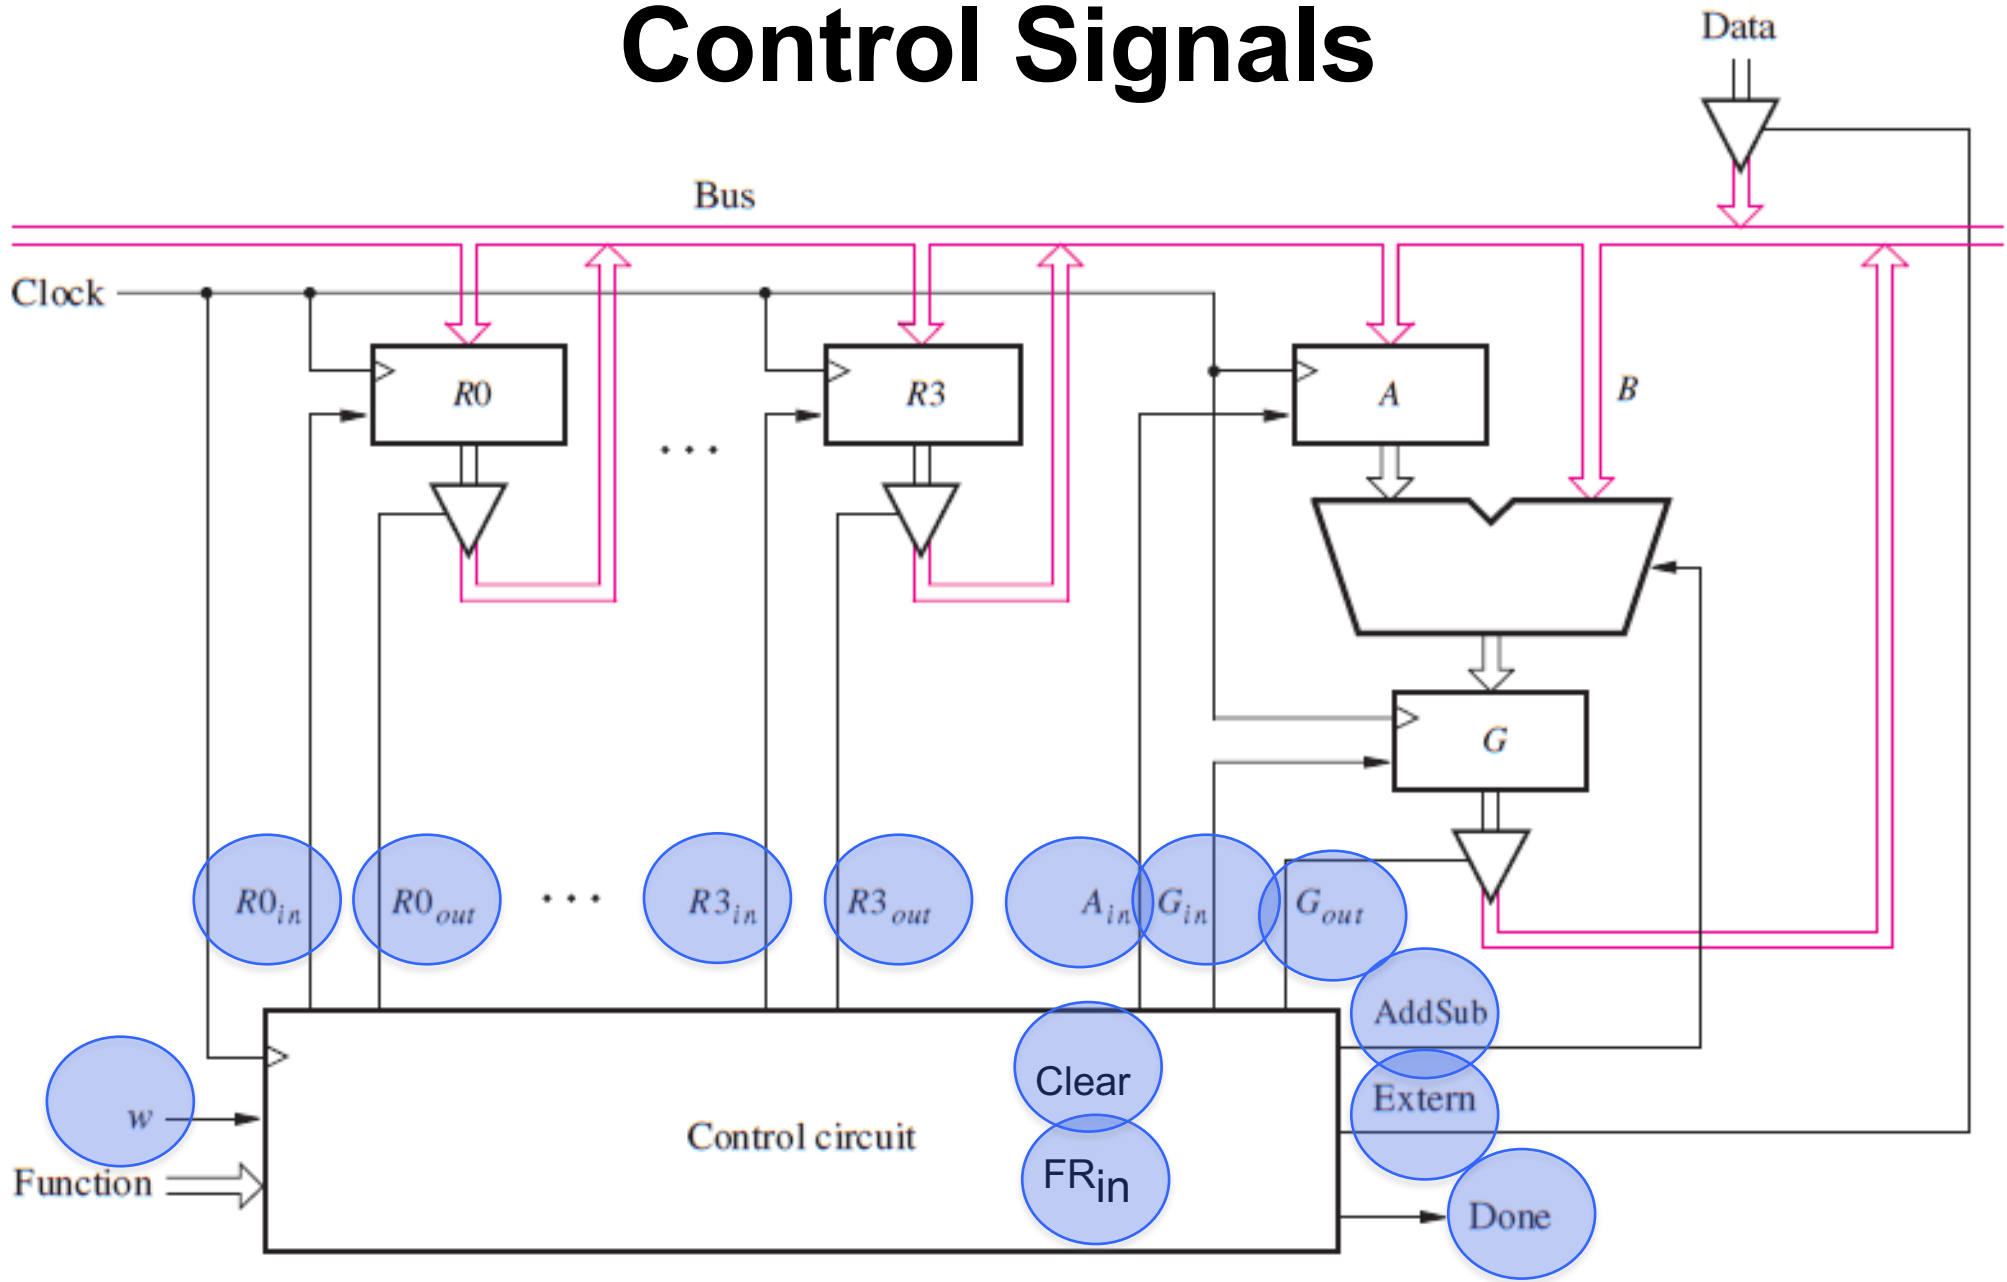 Control Signals
Data
Bus
Clock
R0
R3
A
B
...
G
R0in
R0out
...
R3in
R3out
Ain
Gin
Gout
AddSub
Clear
Extern
w
Control circuit
FRin
Function
Done